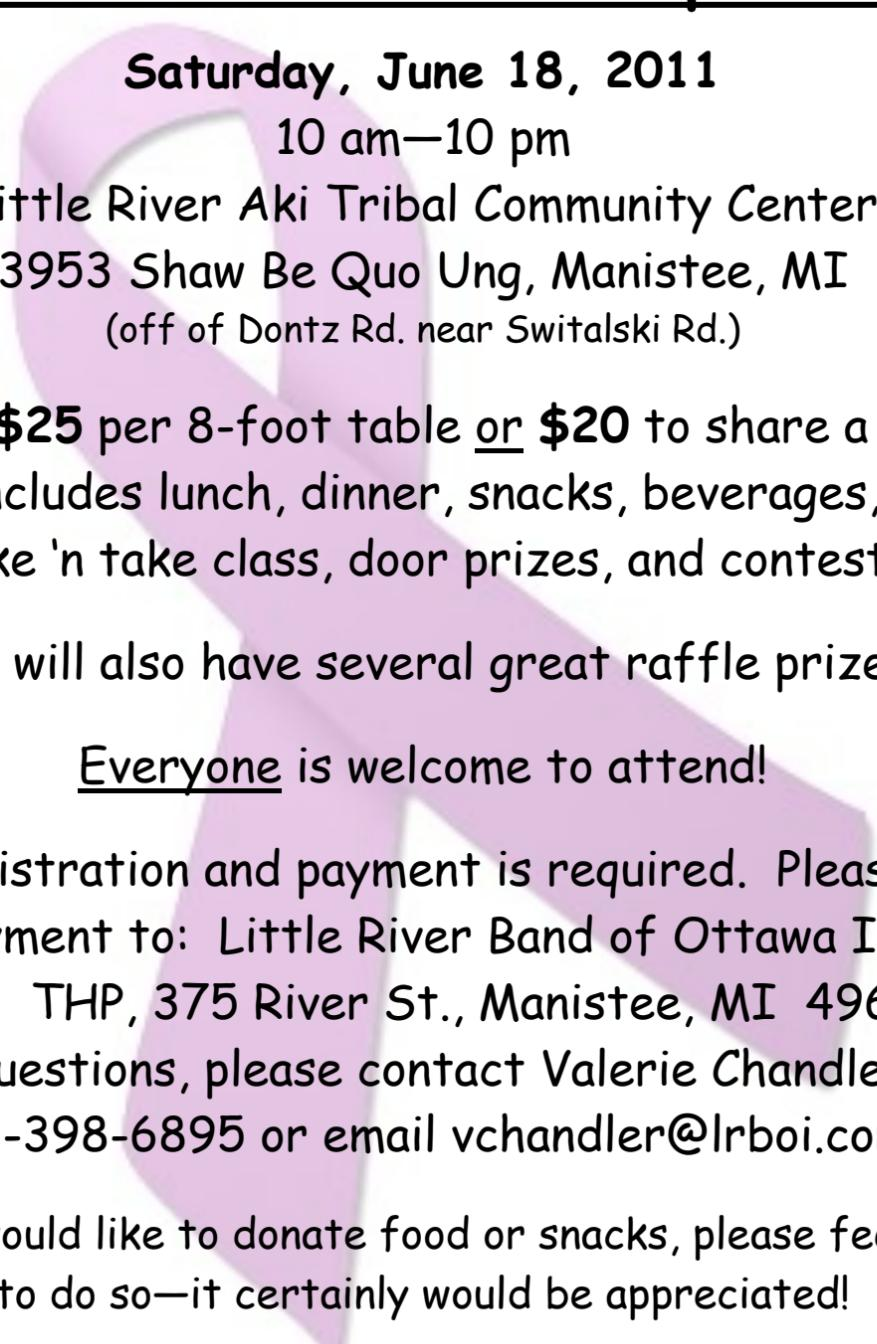 Saturday, June 18, 2011
10 am—10 pm
ittle River Aki Tribal Community Center
3953 Shaw Be Quo Ung, Manistee, MI
(off of Dontz Rd. near Switalski Rd.)
$25 per 8-foot table or $20 to share a
ncludes lunch, dinner, snacks, beverages,
ke 'n take class, door prizes, and contest
will also have several great raffle prize
Everyone is welcome to attend!
istration and payment is required. Pleas
ment to: Little River Band of Ottawa I
THP, 375 River St., Manistee, MI 496
uestions, please contact Valerie Chandle
-398-6895 or email vchandler@lrboi.co
ould like to donate food or snacks, please fe
to do so—it certainly would be appreciated!